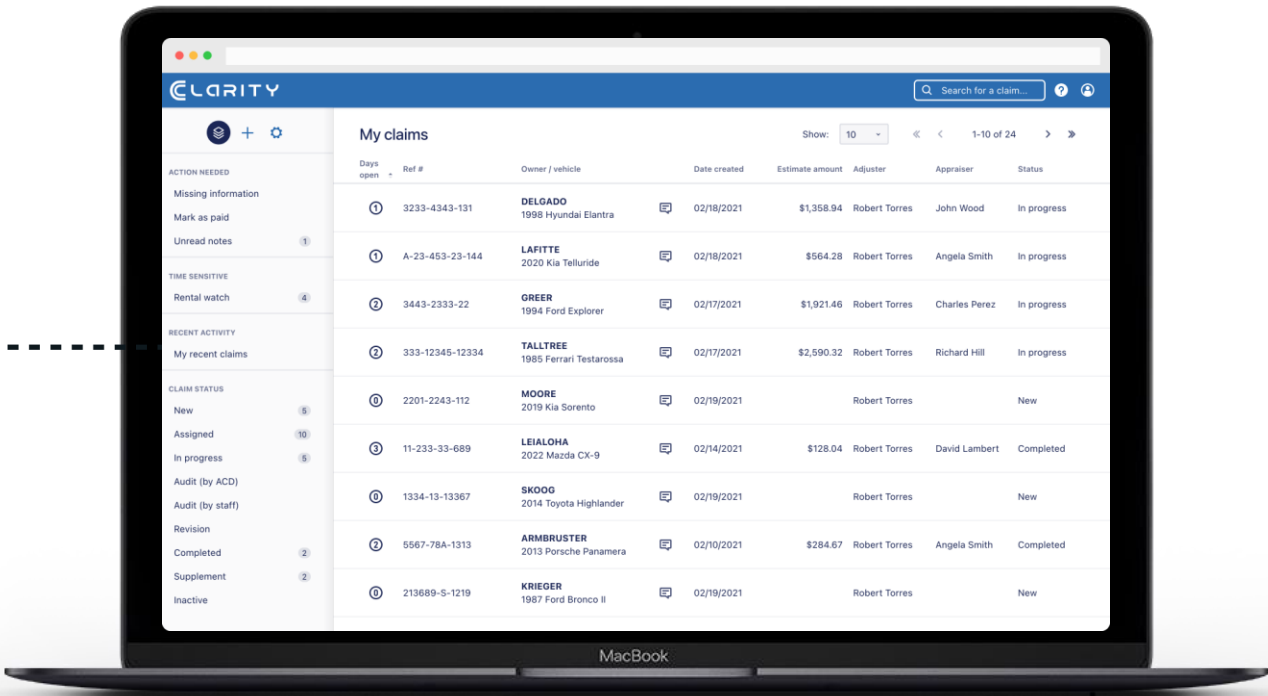 CLARITY
Search for a claim...
?
My claims
Show: 10
1-10 of 24
ACTION NEEDED
Missing information
Mark as paid
Unread notes 1
TIME SENSITIVE
Rental watch 4
RECENT ACTIVITY
My recent claims
CLAIM STATUS
New 5
Assigned 10
In progress 5
Audit (by ACD)
Audit (by staff)
Revision
Completed 2
Supplement 2
Inactive
Days open Ref # Owner / vehicle Date created Estimate amount Adjuster Appraiser Status
1 3233-4343-131 DELGADO 02/18/2021 $1,358.94 Robert Torres John Wood In progress
1998 Hyundai Elantra
1 A-23-453-23-144 LAFITTE 02/18/2021 $564.28 Robert Torres Angela Smith In progress
2020 Kia Telluride
2 3443-2333-22 GREER 02/17/2021 $1,921.46 Robert Torres Charles Perez In progress
1994 Ford Explorer
2 333-12345-12334 TALLTREE 02/17/2021 $2,590.32 Robert Torres Richard Hill In progress
1985 Ferrari Testarossa
0 2201-2243-112 MOORE 02/19/2021 Robert Torres New
2019 Kia Sorento
3 11-233-33-689 LEIALOHA 02/14/2021 $128.04 Robert Torres David Lambert Completed
2022 Mazda CX-9
0 1334-13-13367 SKOOG 02/19/2021 Robert Torres New
2014 Toyota Highlander
2 5567-78A-1313 ARMBRUSTER 02/10/2021 $284.67 Robert Torres Angela Smith Completed
2013 Porsche Panamera
0 213689-S-1219 KRIEGER 02/19/2021 Robert Torres New
1987 Ford Bronco II
MacBook